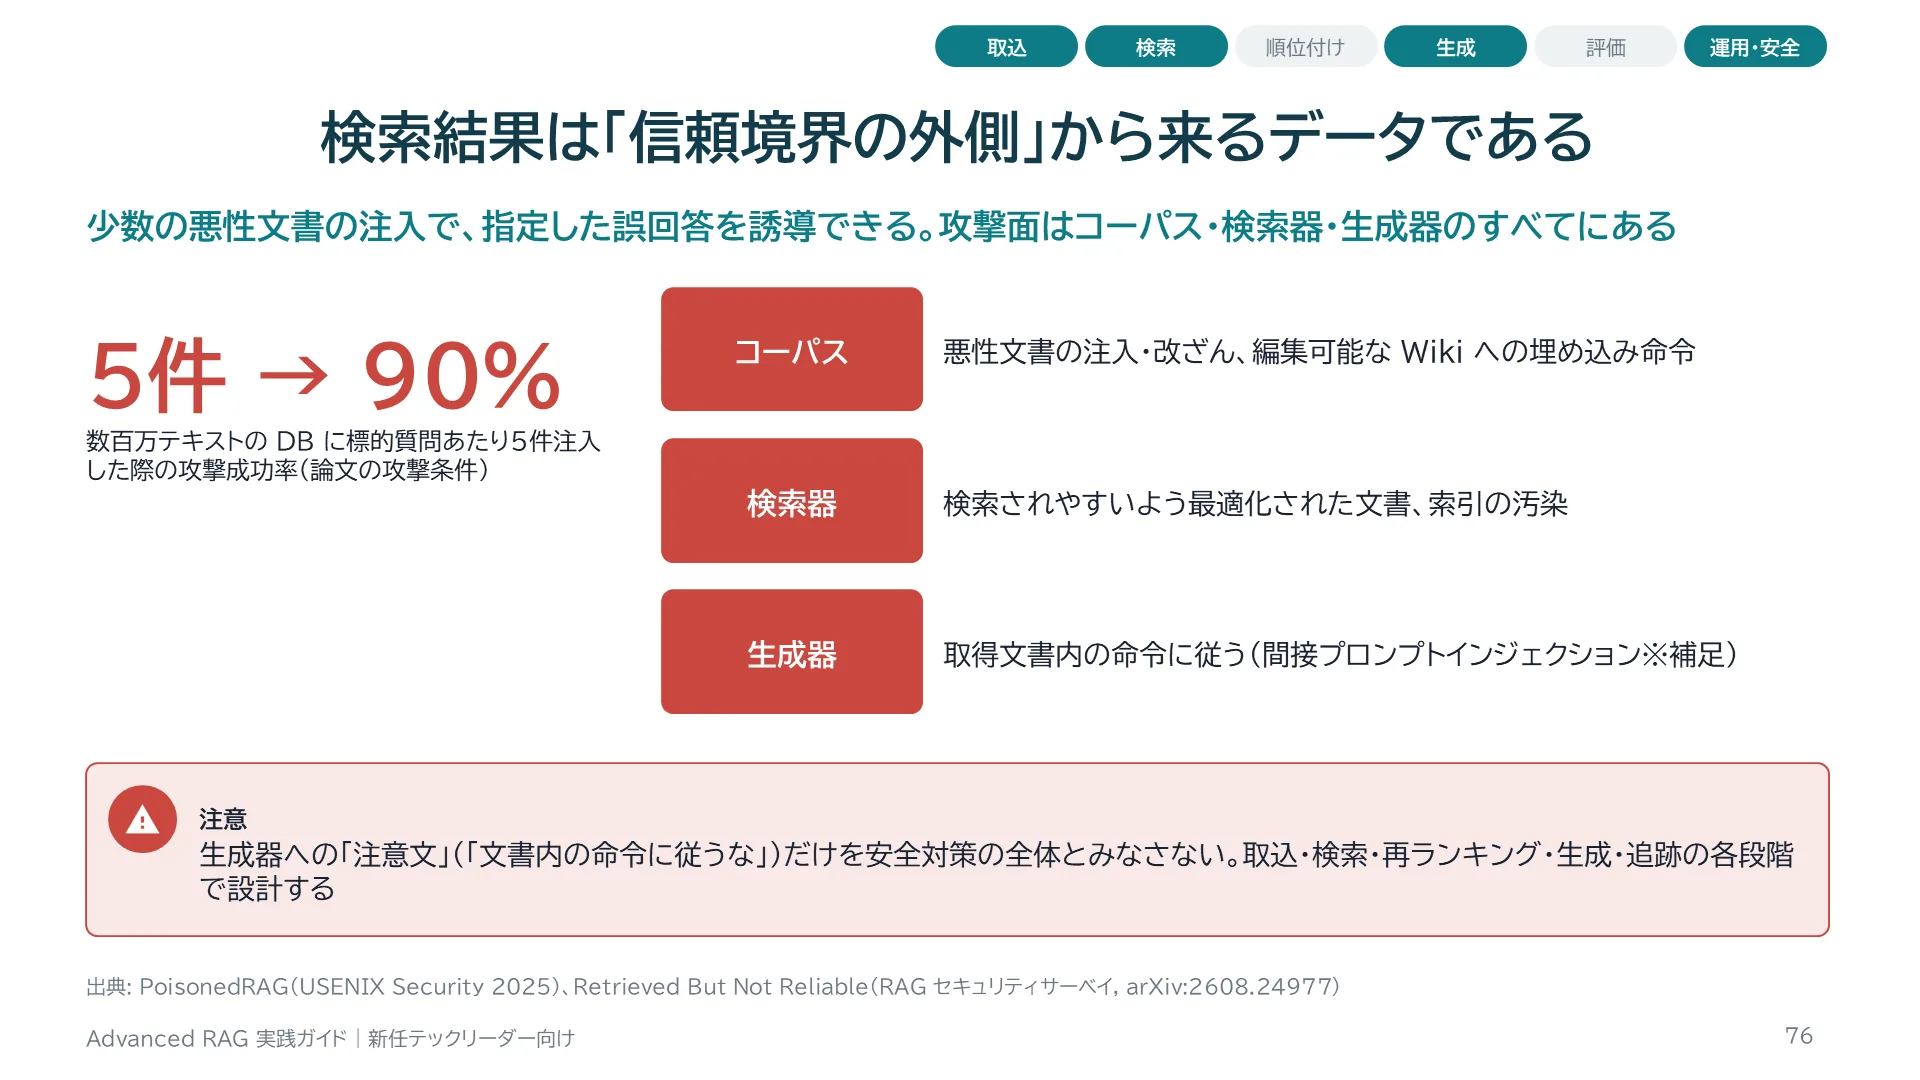 取込
検索
順位付け
生成
評価
運用・安全
検索結果は「信頼境界の外側」から来るデータである
少数の悪性文書の注入で、指定した誤回答を誘導できる。攻撃面はコーパス・検索器・生成器のすべてにある
5件 → 90%
数百万テキストの DB に標的質問あたり5件注入
した際の攻撃成功率（論文の攻撃条件）
コーパス
悪性文書の注入・改ざん、編集可能な Wiki への埋め込み命令
検索器
検索されやすいよう最適化された文書、索引の汚染
生成器
取得文書内の命令に従う（間接プロンプトインジェクション※補足）
注意
生成器への「注意文」（「文書内の命令に従うな」）だけを安全対策の全体とみなさない。取込・検索・再ランキング・生成・追跡の各段階
で設計する
出典: PoisonedRAG（USENIX Security 2025）、Retrieved But Not Reliable（RAG セキュリティサーベイ, arXiv:2608.24977）
Advanced RAG 実践ガイド｜新任テックリーダー向け
76